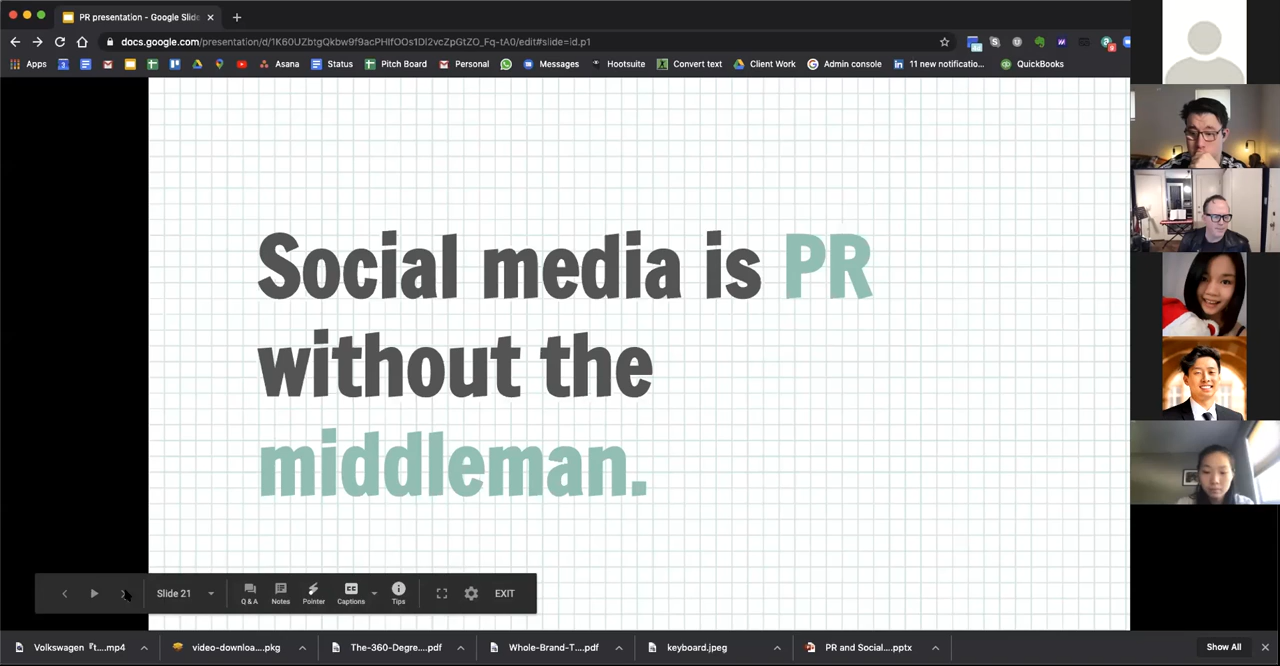 PR presentation - Google Slide
docs.google.com/presentation/d/1K60UZbtgQkbw9f9acPHIfOOs1Dl2vcZpGtZO_Fq-tA0/edit#slide=id.p1
Apps Asana Status Pitch Board Personal Messages Hootsuite Convert text Client Work Admin console 11 new notificatio... QuickBooks
Social media is PR
without the
middleman.
Slide 21 Q & A Notes Pointer Captions Tips EXIT
Volkswagen 『t....mp4 video-downloa....pkg The-360-Degre....pdf Whole-Brand-T....pdf keyboard.jpeg PR and Social....pptx Show All